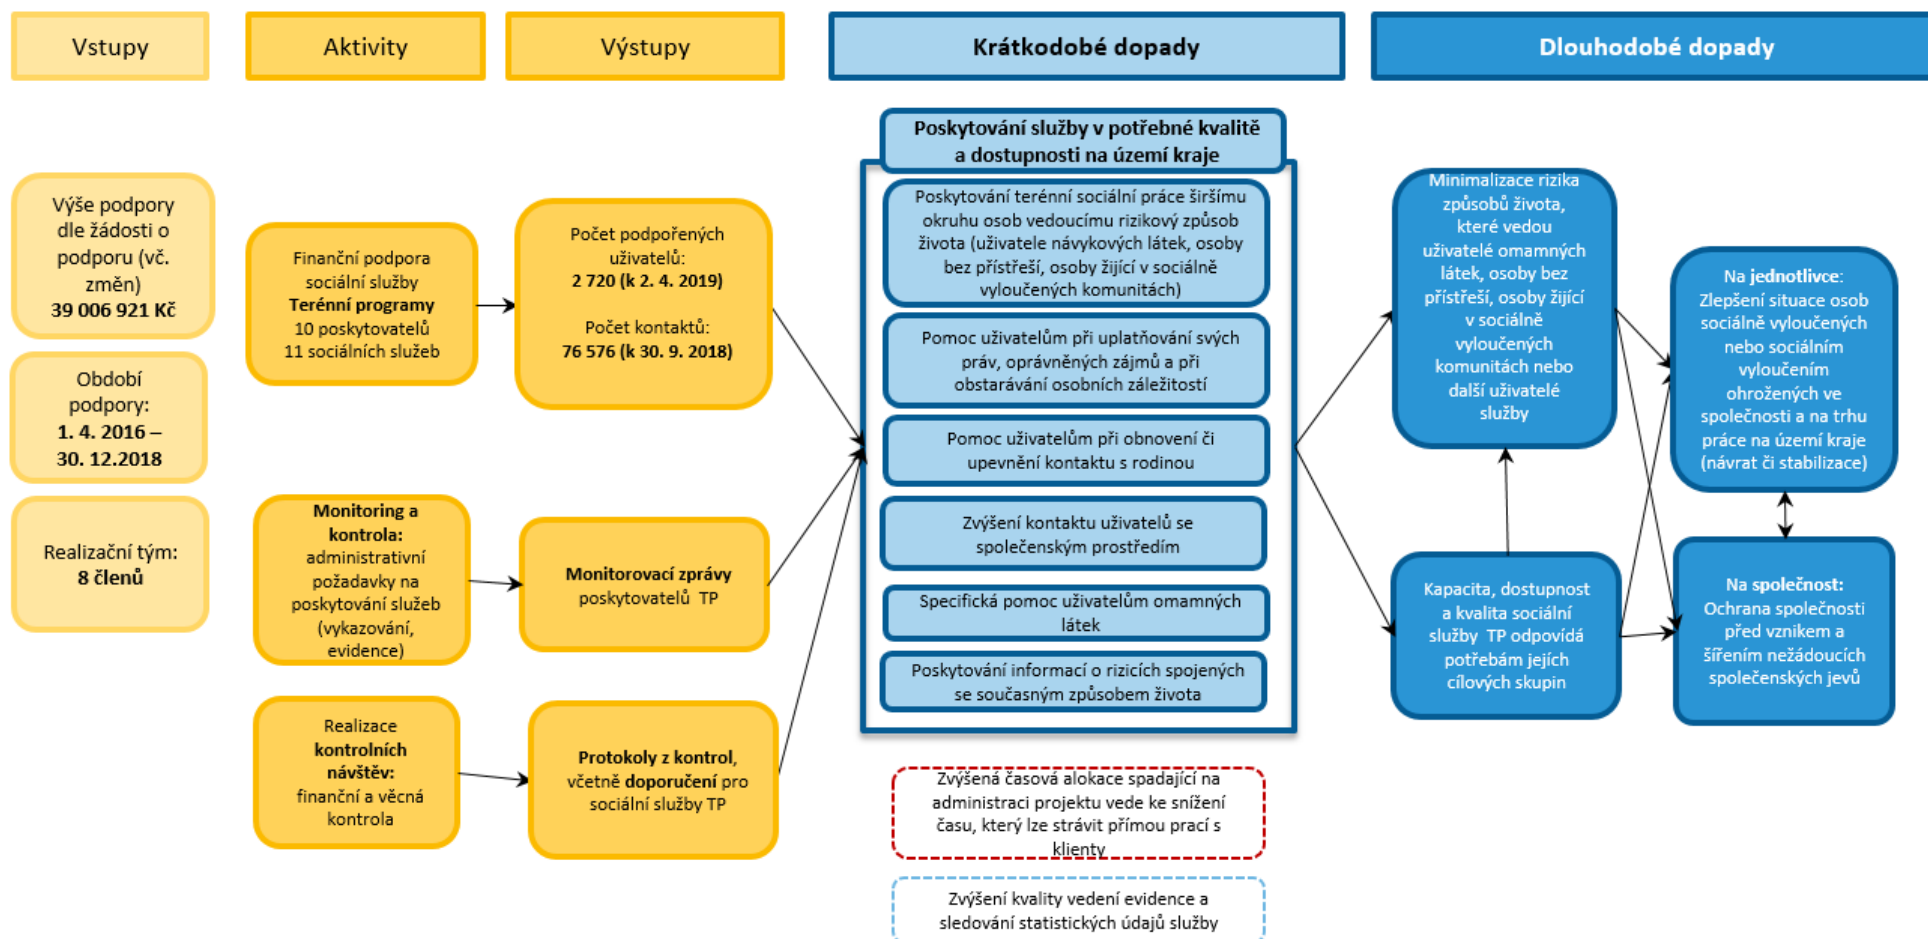 Vstupy
Aktivity
Výstupy
Krátkodobé dopady
Dlouhodobé dopady
Výše podpory
dle žádosti o
podporu (vč.
změn)
39 006 921 Kč
Období
podpory:
1. 4. 2016 –
30. 12.2018
Realizační tým:
8 členů
Finanční podpora
sociální služby
Terénní programy
10 poskytovatelů
11 sociálních služeb
Monitoring a
kontrola:
administrativní
požadavky na
poskytování služeb
(vykazování,
evidence)
Realizace
kontrolních
návštěv:
finanční a věcná
kontrola
Počet podpořených
uživatelů:
2 720 (k 2. 4. 2019)
Počet kontaktů:
76 576 (k 30. 9. 2018)
Monitorovací zprávy
poskytovatelů TP
Protokoly z kontrol,
včetně doporučení pro
sociální služby TP
Poskytování služby v potřebné kvalitě
a dostupnosti na území kraje
Poskytování terénní sociální práce širšímu
okruhu osob vedoucímu rizikový způsob
života (uživatele návykových látek, osoby
bez přístřeší, osoby žijící v sociálně
vyloučených komunitách)
Pomoc uživatelům při uplatňování svých
práv, oprávněných zájmů a při
obstarávání osobních záležitostí
Pomoc uživatelům při obnovení či
upevnění kontaktu s rodinou
Zvýšení kontaktu uživatelů se
společenským prostředím
Specifická pomoc uživatelům omamných
látek
Poskytování informací o rizicích spojených
se současným způsobem života
Zvýšená časová alokace spadající na
administraci projektu vede ke snížení
času, který lze strávit přímou prací s
klienty
Zvýšení kvality vedení evidence a
sledování statistických údajů služby
Minimalizace rizika
způsobů života,
které vedou
uživatelé omamných
látek, osoby bez
přístřeší, osoby žijící
v sociálně
vyloučených
komunitách nebo
další uživatelé
služby
Kapacita, dostupnost
a kvalita sociální
služby TP odpovídá
potřebám jejích
cílových skupin
Na jednotlivce:
Zlepšení situace osob
sociálně vyloučených
nebo sociálním
vyloučením
ohrožených ve
společnosti a na trhu
práce na území kraje
(návrat či stabilizace)
Na společnost:
Ochrana společnosti
před vznikem a
šířením nežádoucích
společenských jevů